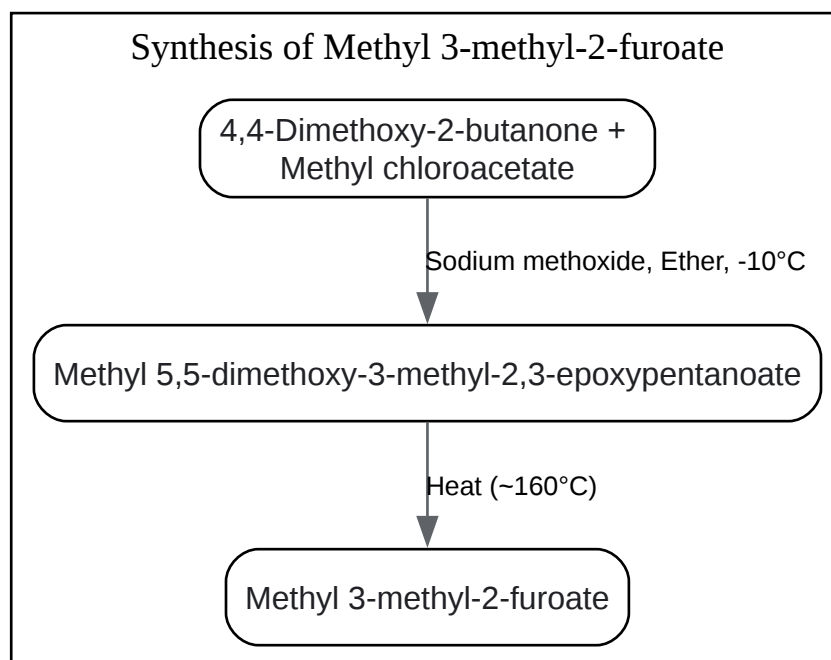 Synthesis of Methyl 3-methyl-2-furoate
4,4-Dimethoxy-2-butanone +
Methyl chloroacetate
Sodium methoxide, Ether, -10°C
Methyl 5,5-dimethoxy-3-methyl-2,3-epoxypentanoate
Heat (~160°C)
Methyl 3-methyl-2-furoate